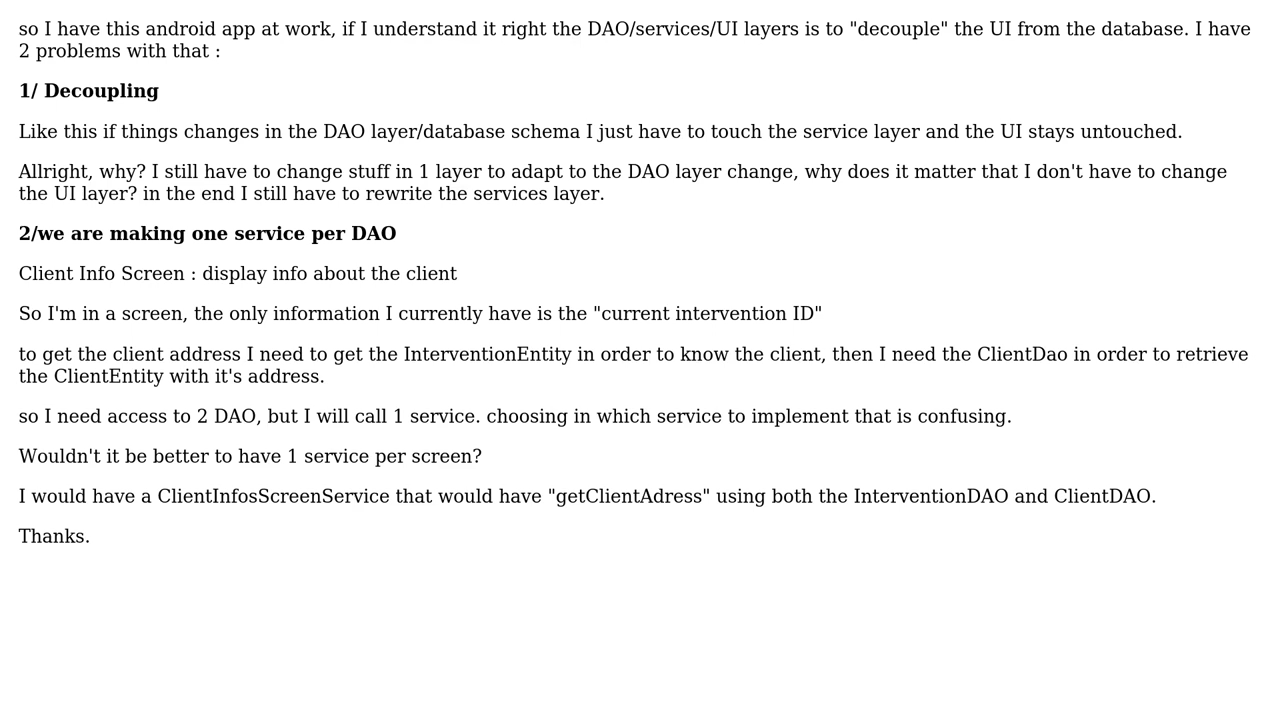 so I have this android app at work, if I understand it right the DAO/services/UI layers is to "decouple" the UI from the database. I have
2 problems with that :
1/ Decoupling
Like this if things changes in the DAO layer/database schema I just have to touch the service layer and the UI stays untouched.
Allright, why? I still have to change stuff in 1 layer to adapt to the DAO layer change, why does it matter that I don't have to change
the UI layer? in the end I still have to rewrite the services layer.
2/we are making one service per DAO
Client Info Screen : display info about the client
So I'm in a screen, the only information I currently have is the "current intervention ID"
to get the client address I need to get the InterventionEntity in order to know the client, then I need the ClientDao in order to retrieve
the ClientEntity with it's address.
so I need access to 2 DAO, but I will call 1 service. choosing in which service to implement that is confusing.
Wouldn't it be better to have 1 service per screen?
I would have a ClientInfosScreenService that would have "getClientAdress" using both the InterventionDAO and ClientDAO.
Thanks.